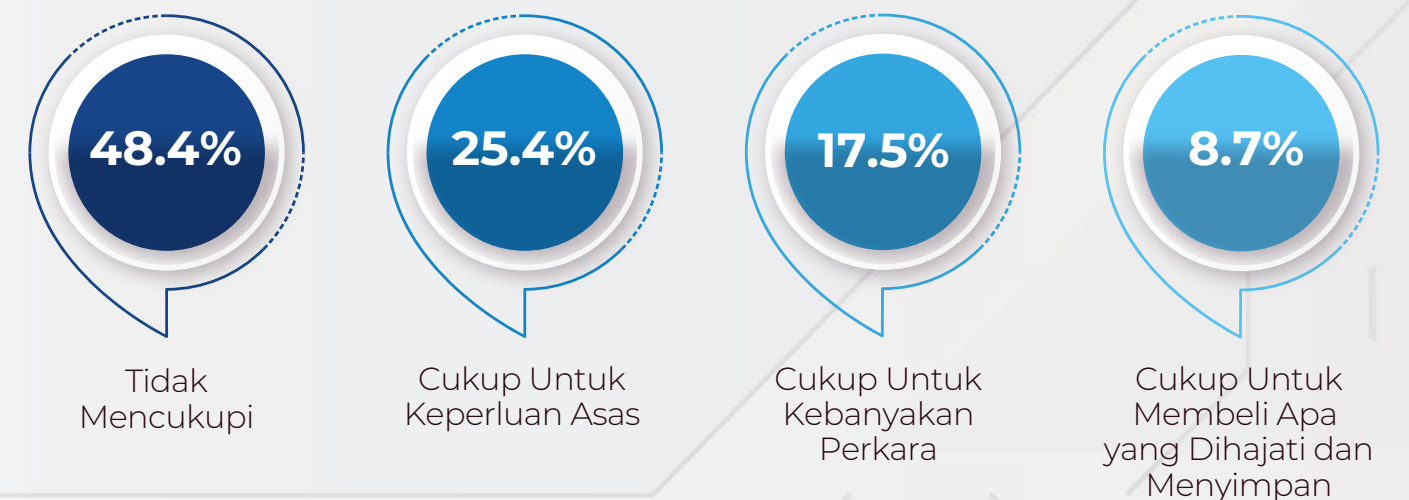 48.4%
25.4%
17.5%
8.7%
Tidak
Mencukupi
Cukup Untuk
Keperluan Asas
Cukup Untuk
Kebanyakan
Perkara
Cukup Untuk
Membeli Apa
yang Dihajati dan
Menyimpan